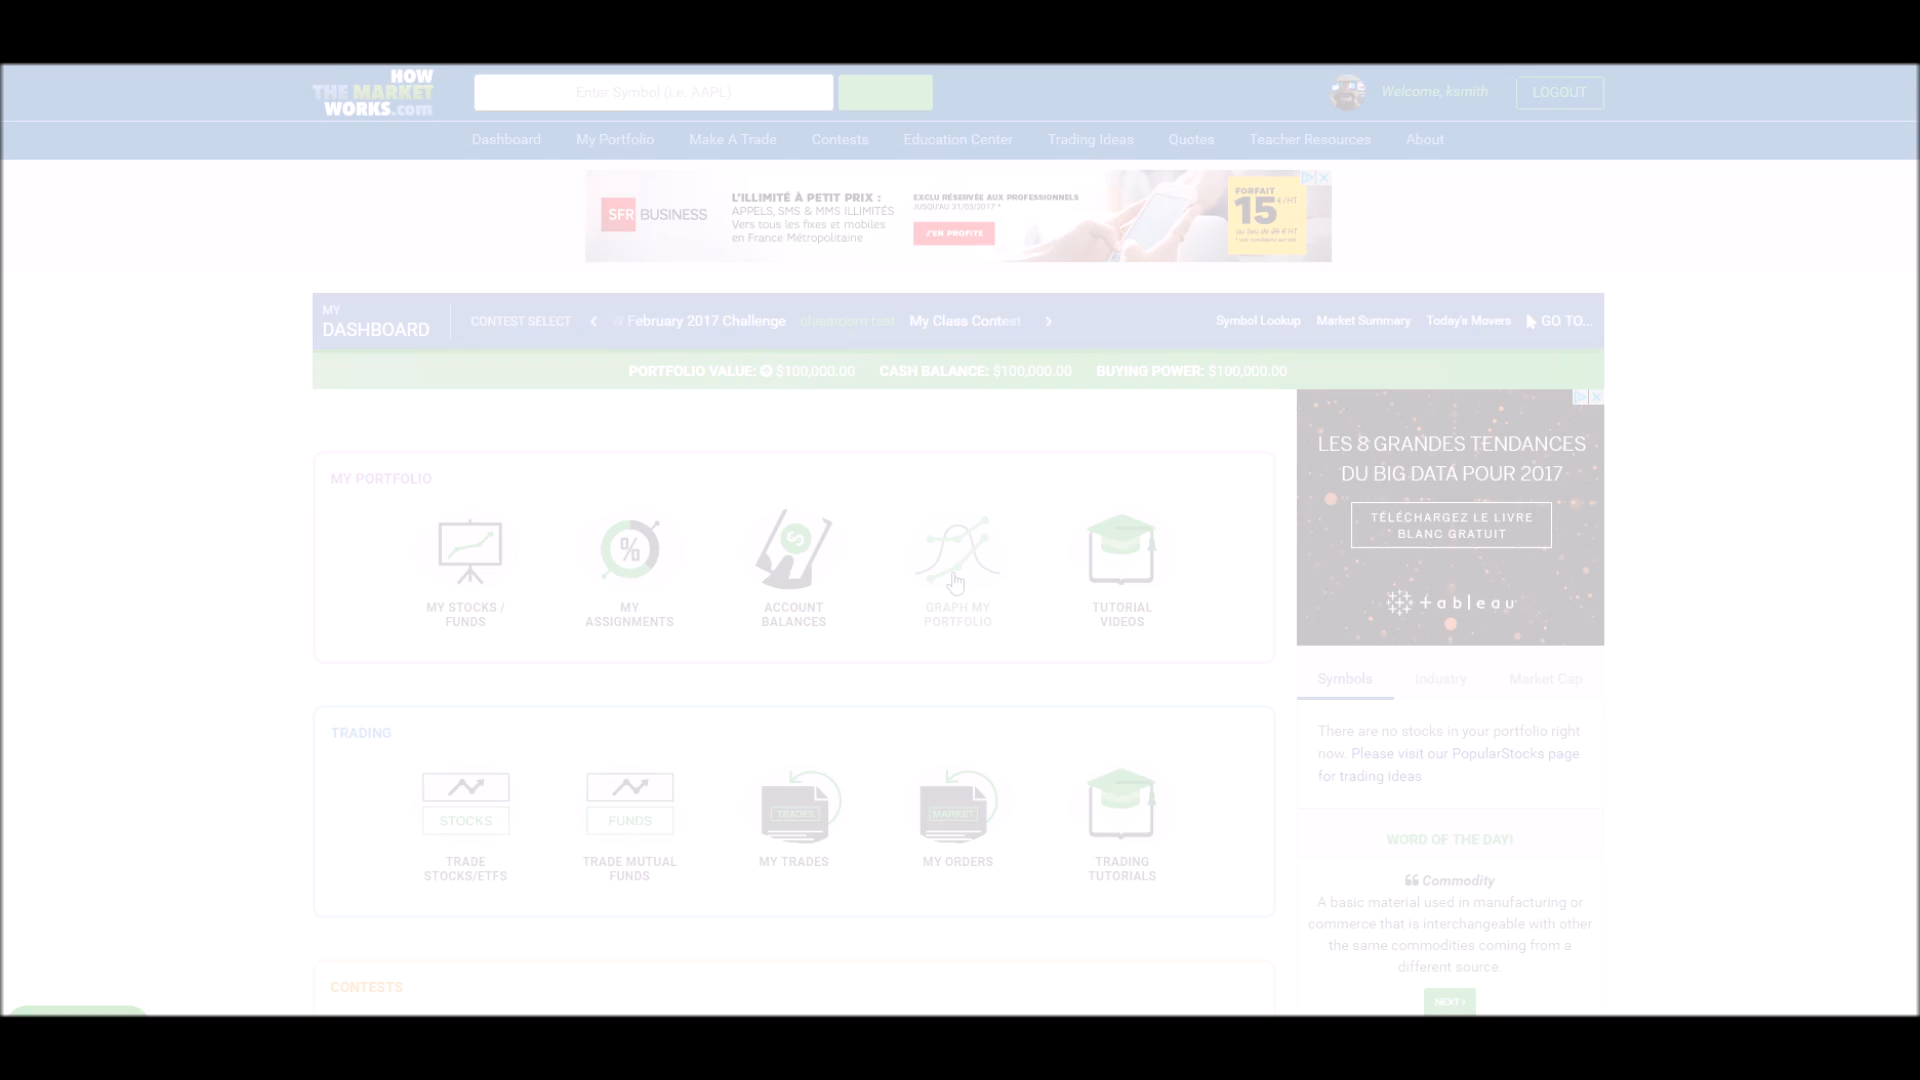 HOW
THE MARKET
WORKS.com
Enter Symbol (i.e. AAPL)
Welcome, ksmith
LOGOUT
Dashboard My Portfolio Make A Trade Contests Education Center Trading Ideas Quotes Teacher Resources About
SFR BUSINESS
L'ILLIMITÉ À PETIT PRIX :
APPELS, SMS & MMS ILLIMITÉS
Vers tous les fixes et mobiles
en France Métropolitaine
EXCLU RÉSERVÉE AUX PROFESSIONNELS
JUSQU'AU 31/03/2017 *
J'EN PROFITE
FORFAIT
15 €/HT
MY
DASHBOARD
CONTEST SELECT
February 2017 Challenge classroom test My Class Contest
Symbol Lookup Market Summary Today's Movers GO TO...
PORTFOLIO VALUE: $100,000.00 CASH BALANCE: $100,000.00 BUYING POWER: $100,000.00
MY PORTFOLIO
%
MY STOCKS /
FUNDS
MY
ASSIGNMENTS
ACCOUNT
BALANCES
GRAPH MY
PORTFOLIO
TUTORIAL
VIDEOS
TRADING
STOCKS
FUNDS
TRADES
MARKET
TRADE
STOCKS/ETFS
TRADE MUTUAL
FUNDS
MY TRADES
MY ORDERS
TRADING
TUTORIALS
CONTESTS
LES 8 GRANDES TENDANCES
DU BIG DATA POUR 2017
TÉLÉCHARGEZ LE LIVRE
BLANC GRATUIT
+ableau
Symbols Industry Market Cap
There are no stocks in your portfolio right
now. Please visit our PopularStocks page
for trading ideas
WORD OF THE DAY!
Commodity
A basic material used in manufacturing or
commerce that is interchangeable with other
the same commodities coming from a
different source.
NEXT >